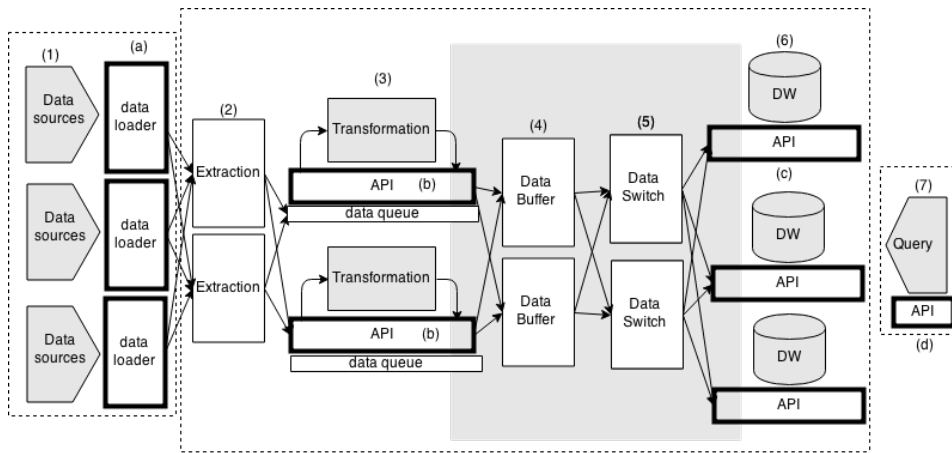 (1)
(a)
Data
sources
data
loader
Data
sources
data
loader
Data
sources
data
loader
(2)
Extraction
Extraction
(3)
Transformation
API
(b)
data queue
Transformation
API
(b)
data queue
(4)
Data
Buffer
Data
Buffer
(5)
Data
Switch
Data
Switch
(6)
DW
API
(c)
DW
API
DW
API
(7)
Query
API
(d)